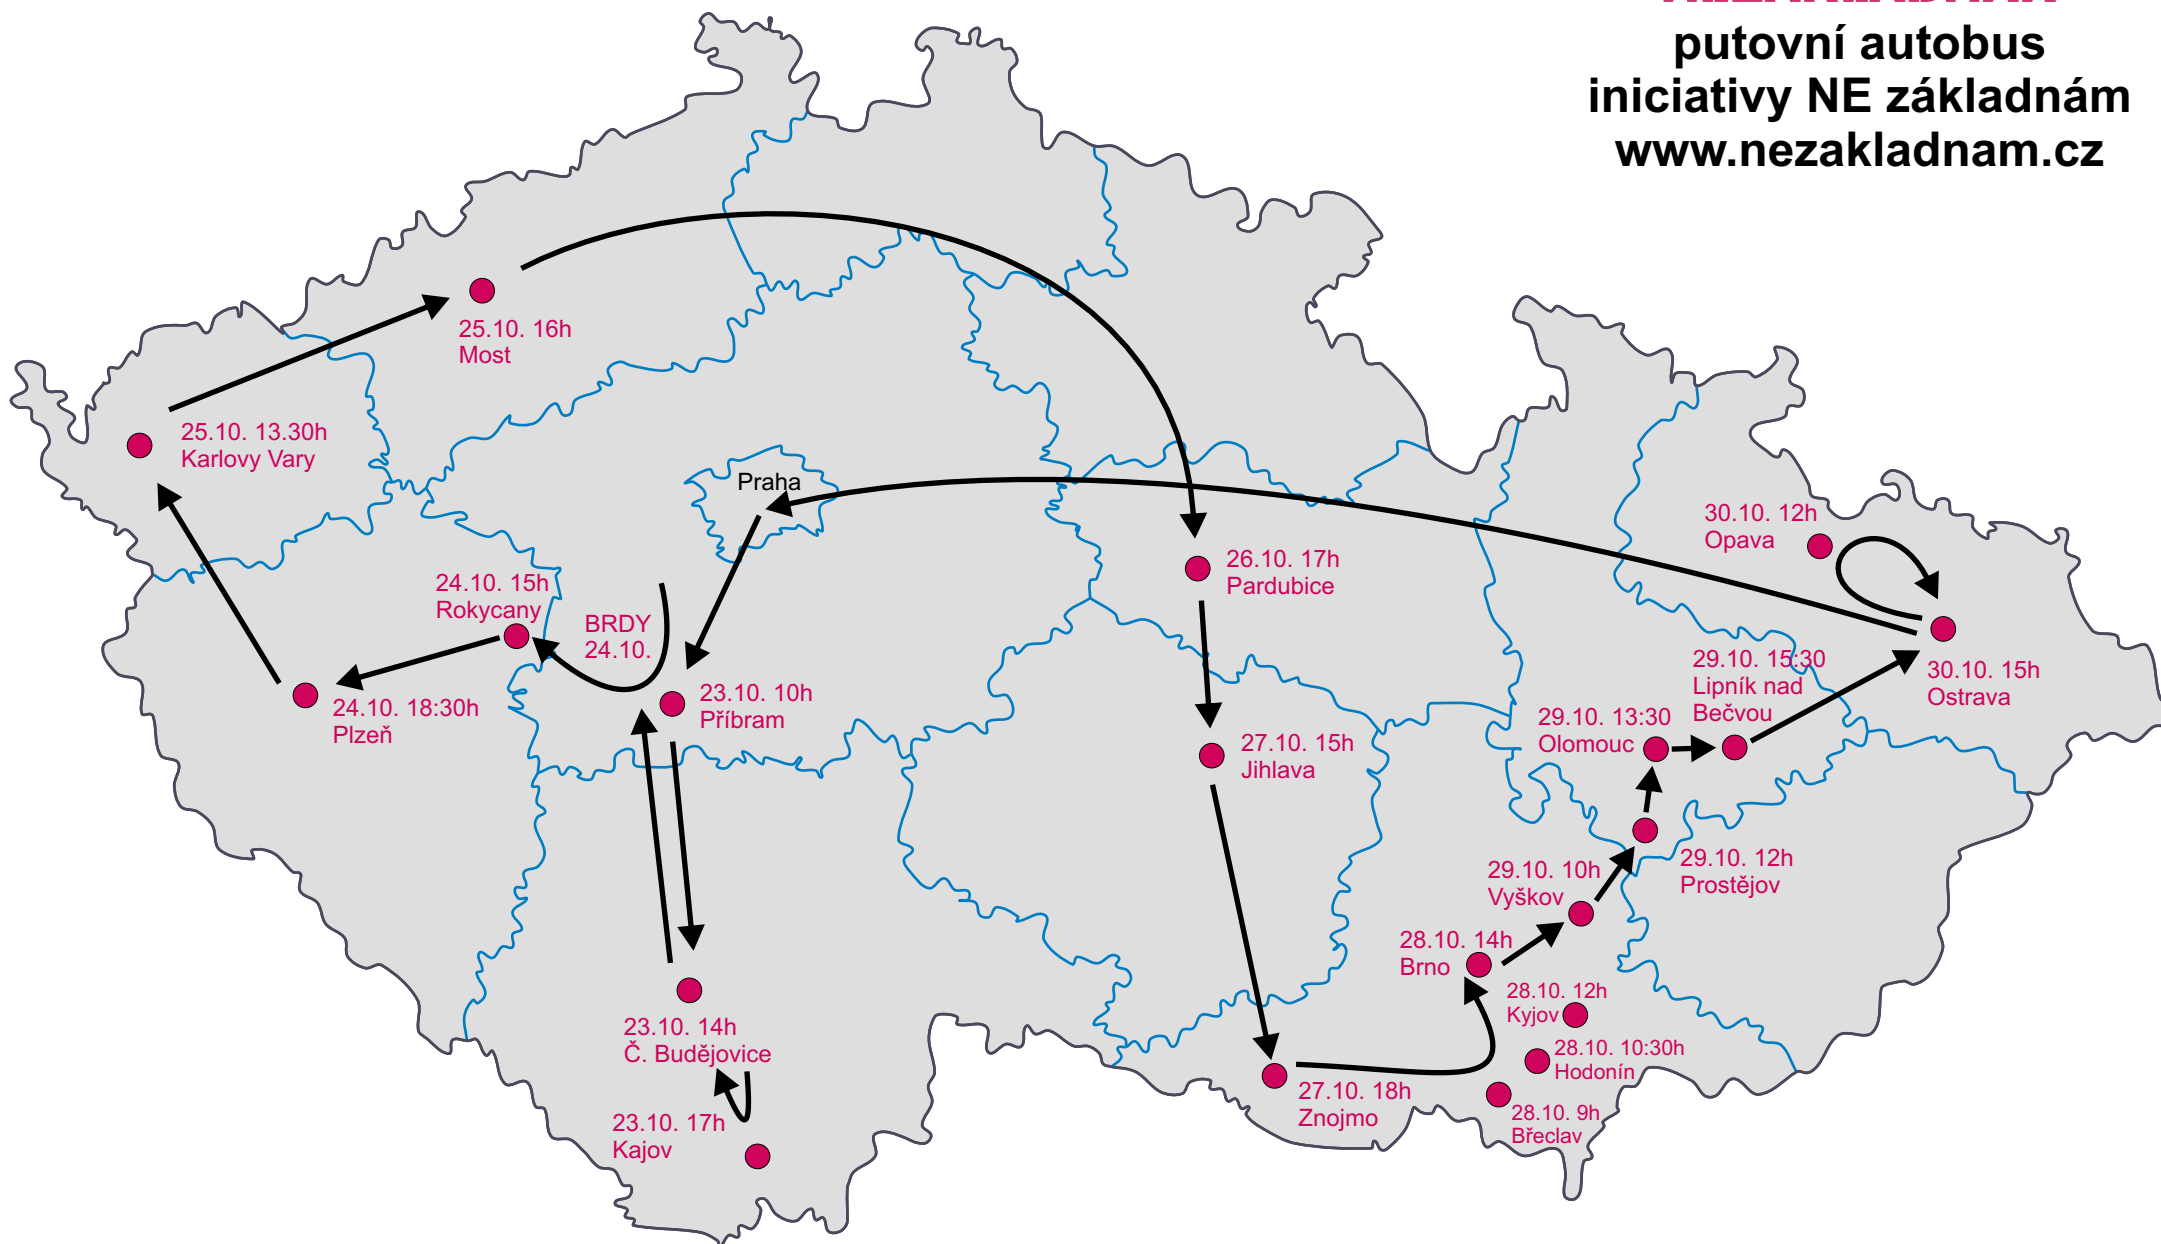 putovní autobus
iniciativy NE základnám
www.nezakladnam.cz
25.10. 16h
Most
25.10. 13.30h
Karlovy Vary
Praha
30.10. 12h
Opava
26.10. 17h
Pardubice
24.10. 15h
Rokycany
BRDY
24.10.
23.10. 10h
Příbram
24.10. 18:30h
Plzeň
29.10. 15:30
Lipník nad
Bečvou
30.10. 15h
Ostrava
29.10. 13:30
Olomouc
27.10. 15h
Jihlava
29.10. 12h
Prostějov
29.10. 10h
Vyškov
28.10. 14h
Brno
28.10. 12h
Kyjov
28.10. 10:30h
Hodonín
28.10. 9h
Břeclav
23.10. 14h
Č. Budějovice
27.10. 18h
Znojmo
23.10. 17h
Kajov